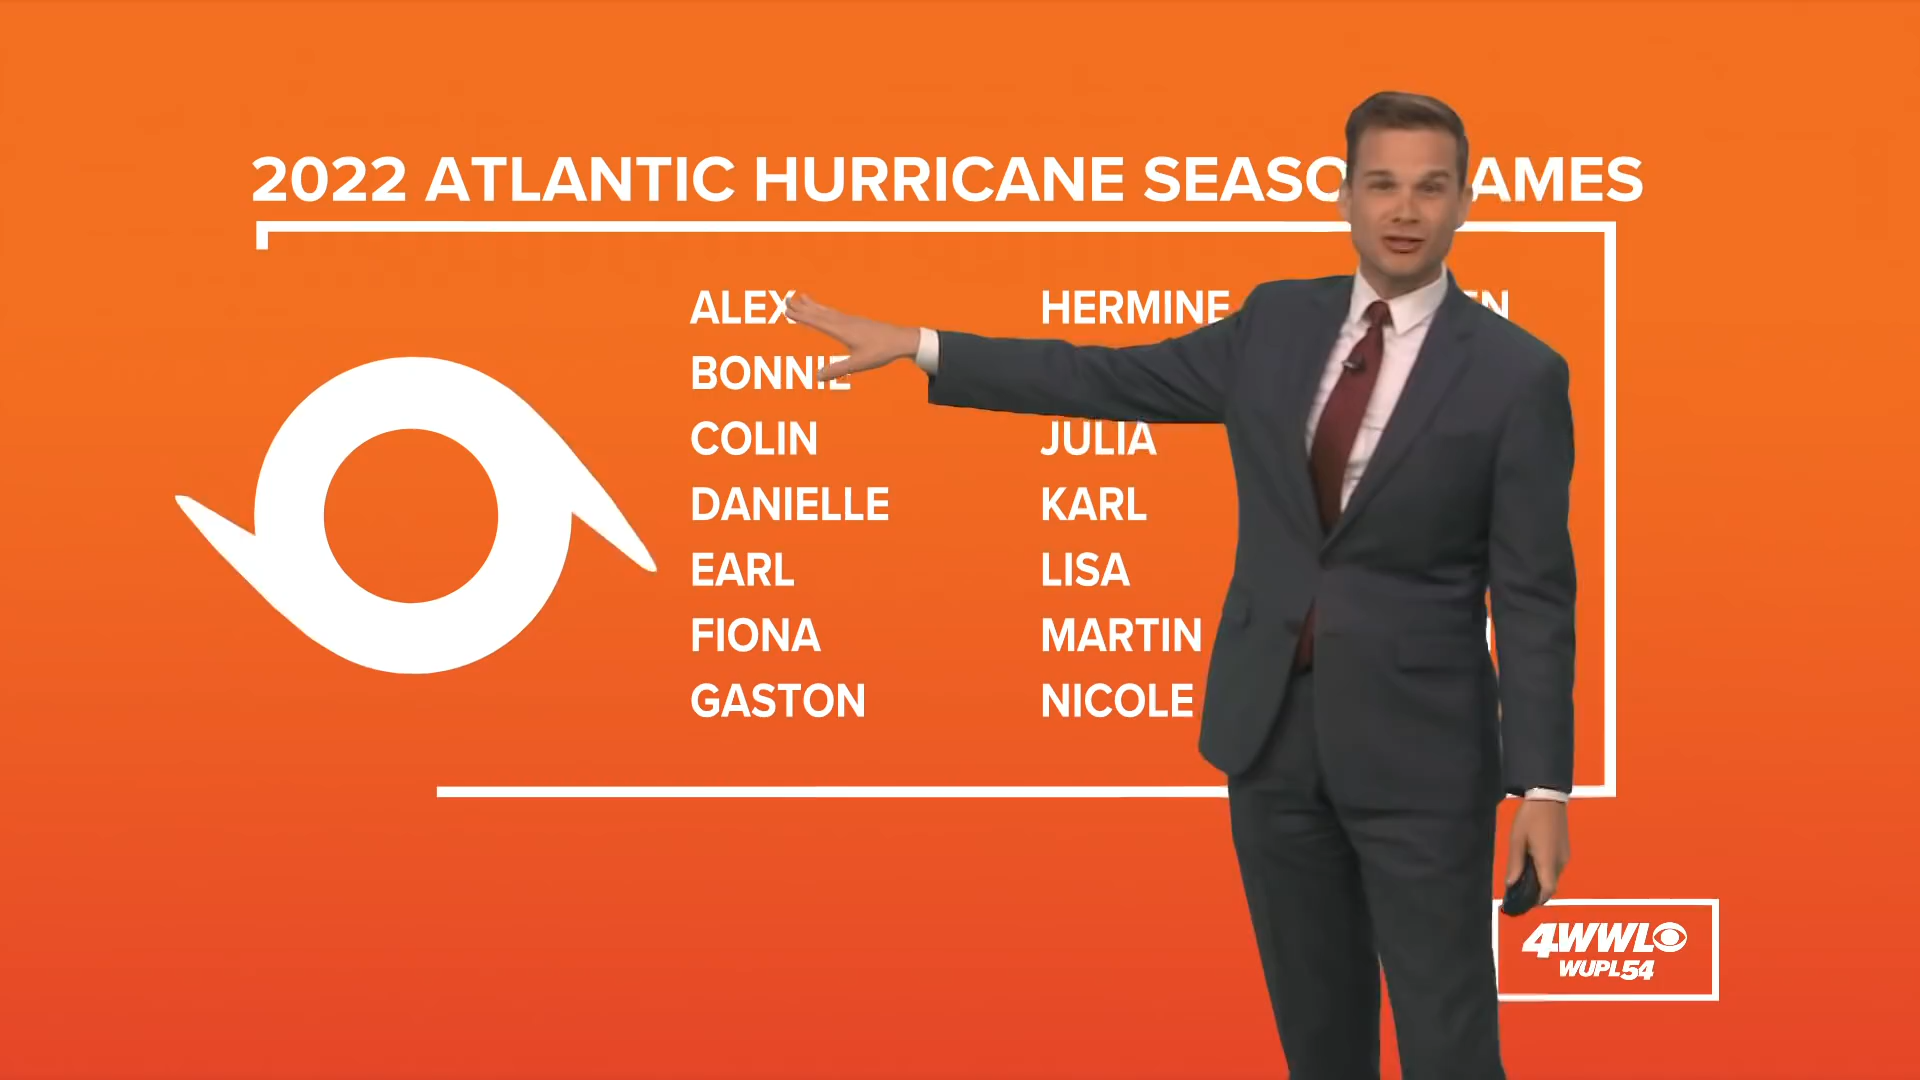 2022 ATLANTIC HURRICANE SEASO AMES
ALEX
BONNIE
COLIN
DANIELLE
EARL
FIONA
GASTON
HERMINE
JULIA
KARL
LISA
MARTIN
NICOLE
4WWL
WUPL54